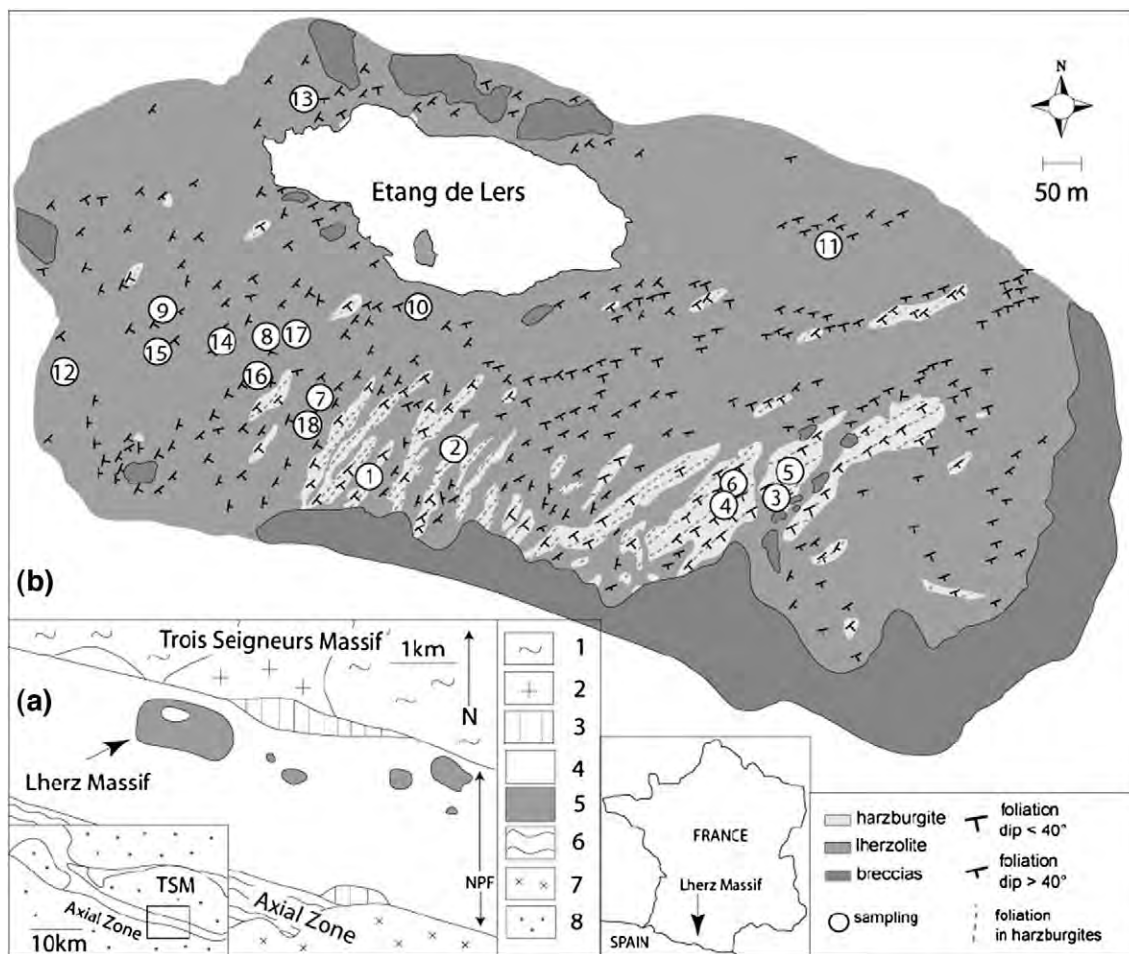 N
50 m
13
Etang de Lers
11
10
9
8
17
14
15
12
16
7
18
2
1
6
5
3
4
(b)
Trois Seigneurs Massif
1km
N
(a)
Lherz Massif
NPF
TSM
Axial Zone
Axial Zone
10km
1
2
3
4
5
6
7
8
FRANCE
Lherz Massif
SPAIN
harzburgite
lherzolite
breccias
sampling
foliation
dip < 40°
foliation
dip > 40°
foliation
in harzburgites